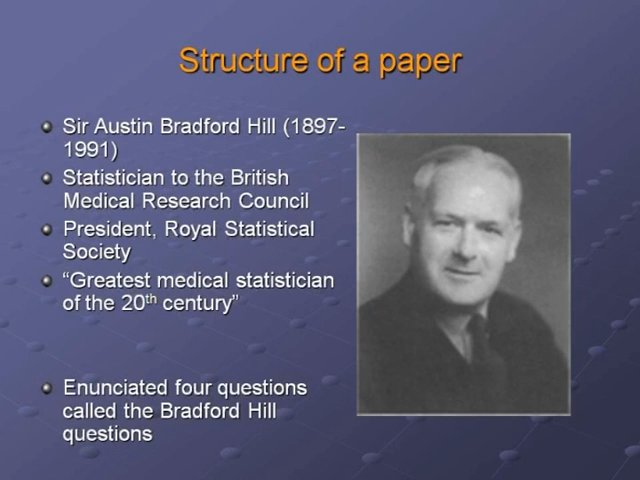 Structure of a paper
Sir Austin Bradford Hill (1897-
1991)
Statistician to the British
Medical Research Council
President, Royal Statistical
Society
“Greatest medical statistician
of the 20th century”
Enunciated four questions
called the Bradford Hill
questions